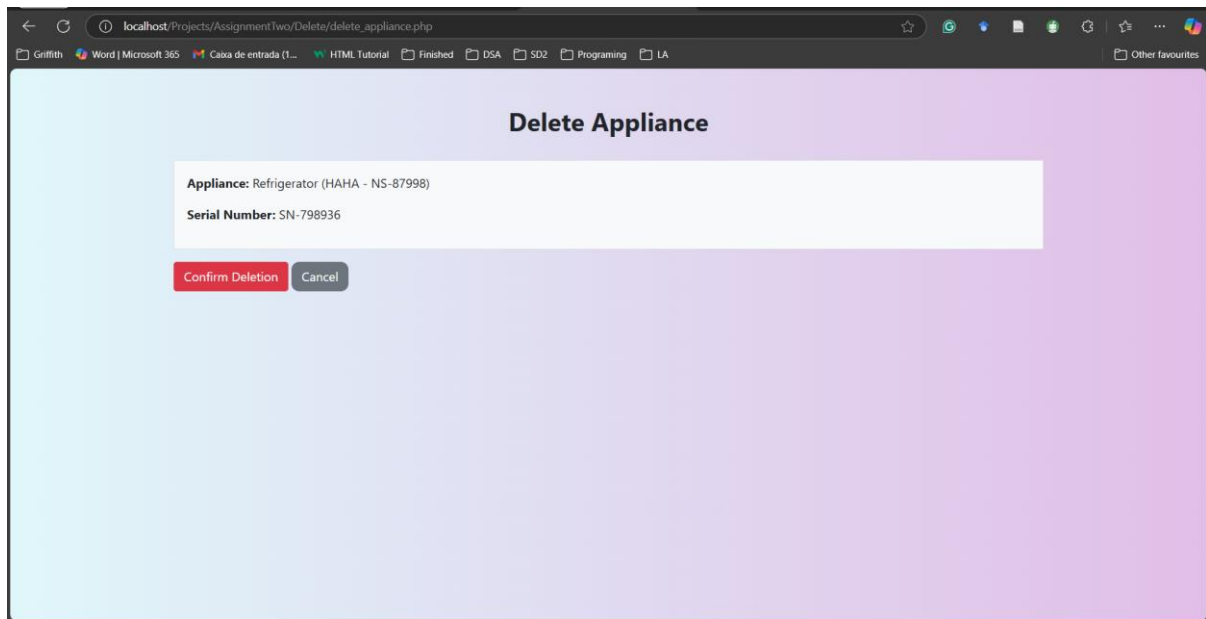 localhost/Projects/AssignmentTwo/Delete/delete_appliance.php
Griffith Word | Microsoft 365 Caixa de entrada (1... HTML Tutorial Finished DSA SD2 Programing LA Other favourites
Delete Appliance
Appliance: Refrigerator (HAHA - NS-87998)
Serial Number: SN-798936
Confirm Deletion Cancel